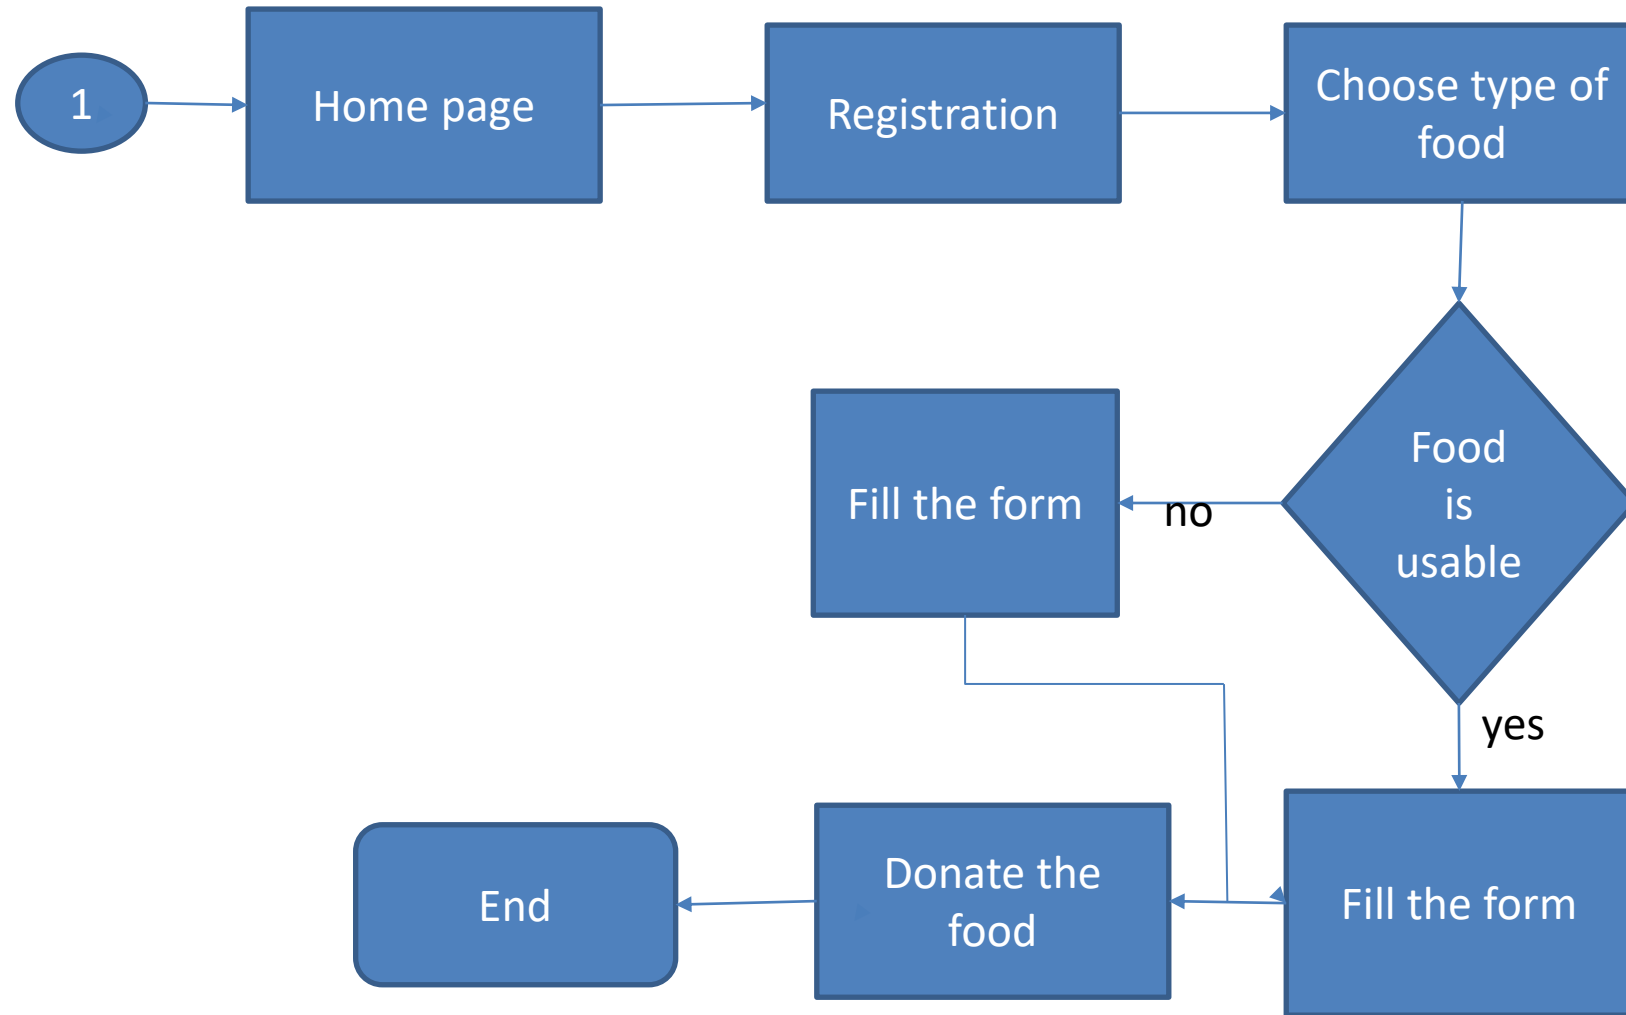 1
Home page
Registration
Choose type of
food
Food
is
usable
no
Fill the form
yes
Fill the form
Donate the
food
End